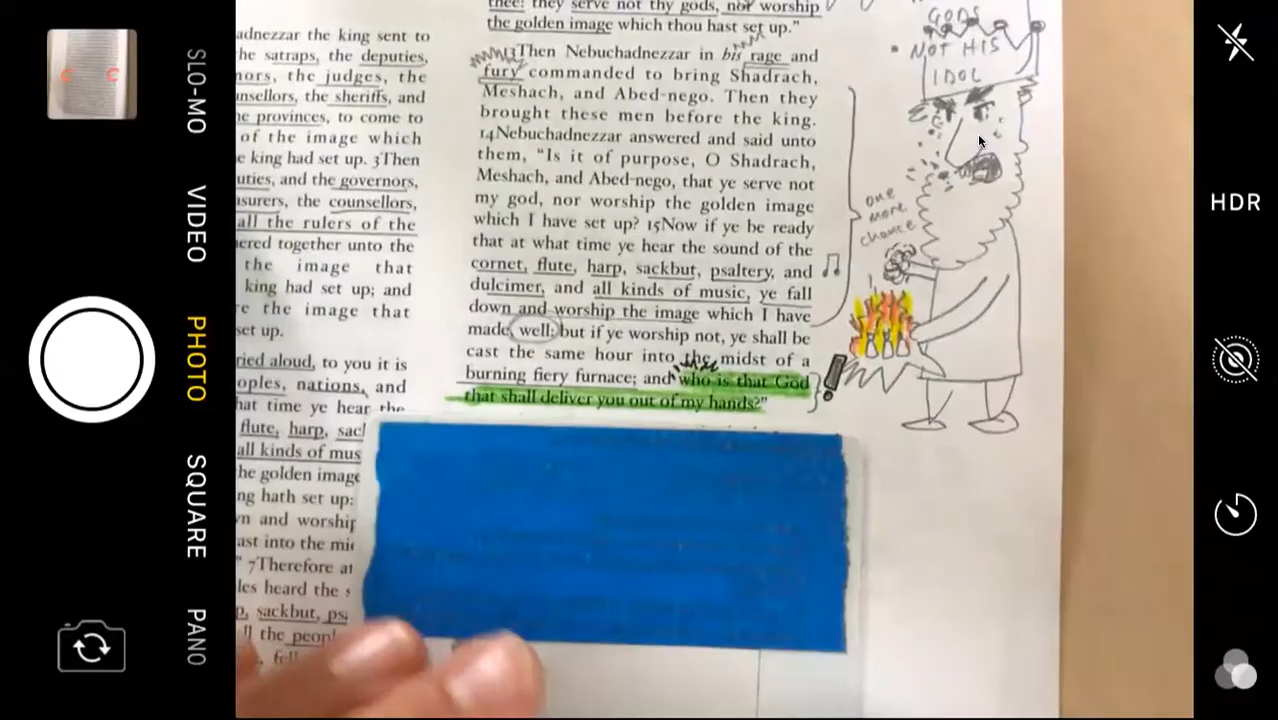 SLO-MO
VIDEO
PHOTO
SQUARE
PANO
adnezzar the king sent to
he satraps, the deputies,
nors, the judges, the
nsellors, the sheriffs, and
he provinces, to come to
of the image which
e king had set up. 3Then
uties, and the governors,
asurers, the counsellors,
all the rulers of the
ered together unto the
the image that
king had set up; and
e the image that
set up.
ried aloud, to you it is
oples, nations, and
hat time ye hear the
flute, harp, sacl
all kinds of mus
he golden image
ng hath set up:
n and worship
ast into the mi
" 7Therefore at
les heard the s
p, sackbut, psa
ll the peopl
, fell
thee: they serve not thy gods, nor worship
the golden image which thou hast set up."
13Then Nebuchadnezzar in his rage and
fury commanded to bring Shadrach,
Meshach, and Abed-nego. Then they
brought these men before the king.
14Nebuchadnezzar answered and said unto
them, "Is it of purpose, O Shadrach,
Meshach, and Abed-nego, that ye serve not
my god, nor worship the golden image
which I have set up? 15Now if ye be ready
that at what time ye hear the sound of the
cornet, flute, harp, sackbut, psaltery, and
dulcimer, and all kinds of music, ye fall
down and worship the image which I have
made, well: but if ye worship not, ye shall be
cast the same hour into the midst of a
burning fiery furnace; and who is that God
that shall deliver you out of my hands?"
GODS
• NOT HIS
IDOL
one
more
chance
!
HDR